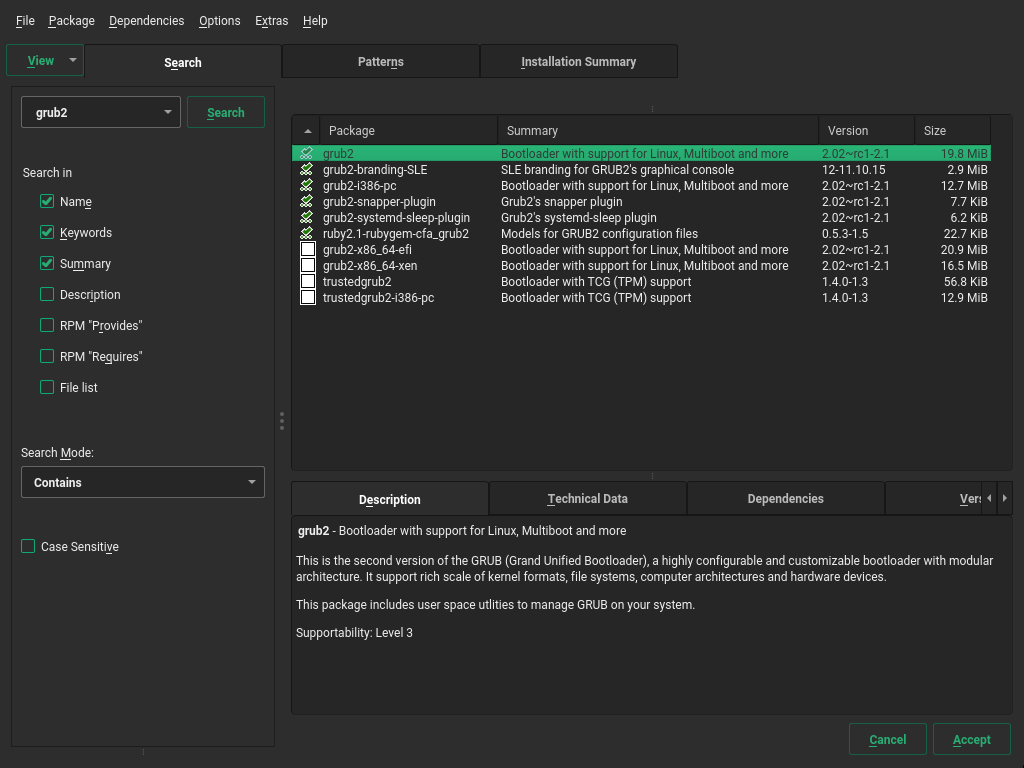 File Package Dependencies Options Extras Help
View Search Patterns Installation Summary
grub2 Search
Search in
Name
Keywords
Summary
Description
RPM "Provides"
RPM "Requires"
File list
Search Mode:
Contains
Case Sensitive
Package Summary Version Size
grub2 Bootloader with support for Linux, Multiboot and more 2.02~rc1-2.1 19.8 MiB
grub2-branding-SLE SLE branding for GRUB2's graphical console 12-11.10.15 2.9 MiB
grub2-i386-pc Bootloader with support for Linux, Multiboot and more 2.02~rc1-2.1 12.7 MiB
grub2-snapper-plugin Grub2's snapper plugin 2.02~rc1-2.1 7.7 KiB
grub2-systemd-sleep-plugin Grub2's systemd-sleep plugin 2.02~rc1-2.1 6.2 KiB
ruby2.1-rubygem-cfa_grub2 Models for GRUB2 configuration files 0.5.3-1.5 22.7 KiB
grub2-x86_64-efi Bootloader with support for Linux, Multiboot and more 2.02~rc1-2.1 20.9 MiB
grub2-x86_64-xen Bootloader with support for Linux, Multiboot and more 2.02~rc1-2.1 16.5 MiB
trustedgrub2 Bootloader with TCG (TPM) support 1.4.0-1.3 56.8 KiB
trustedgrub2-i386-pc Bootloader with TCG (TPM) support 1.4.0-1.3 12.9 MiB
Description Technical Data Dependencies Vers
grub2 - Bootloader with support for Linux, Multiboot and more
This is the second version of the GRUB (Grand Unified Bootloader), a highly configurable and customizable bootloader with modular
architecture. It support rich scale of kernel formats, file systems, computer architectures and hardware devices.
This package includes user space utlities to manage GRUB on your system.
Supportability: Level 3
Cancel Accept